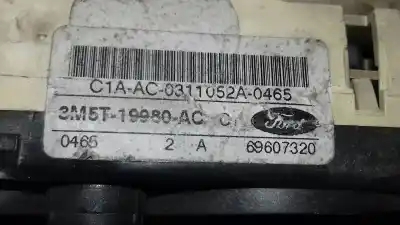 C1A-AC-0311052A-0465
3M5T-19980-AC C Ford
0465 2 A 69607320